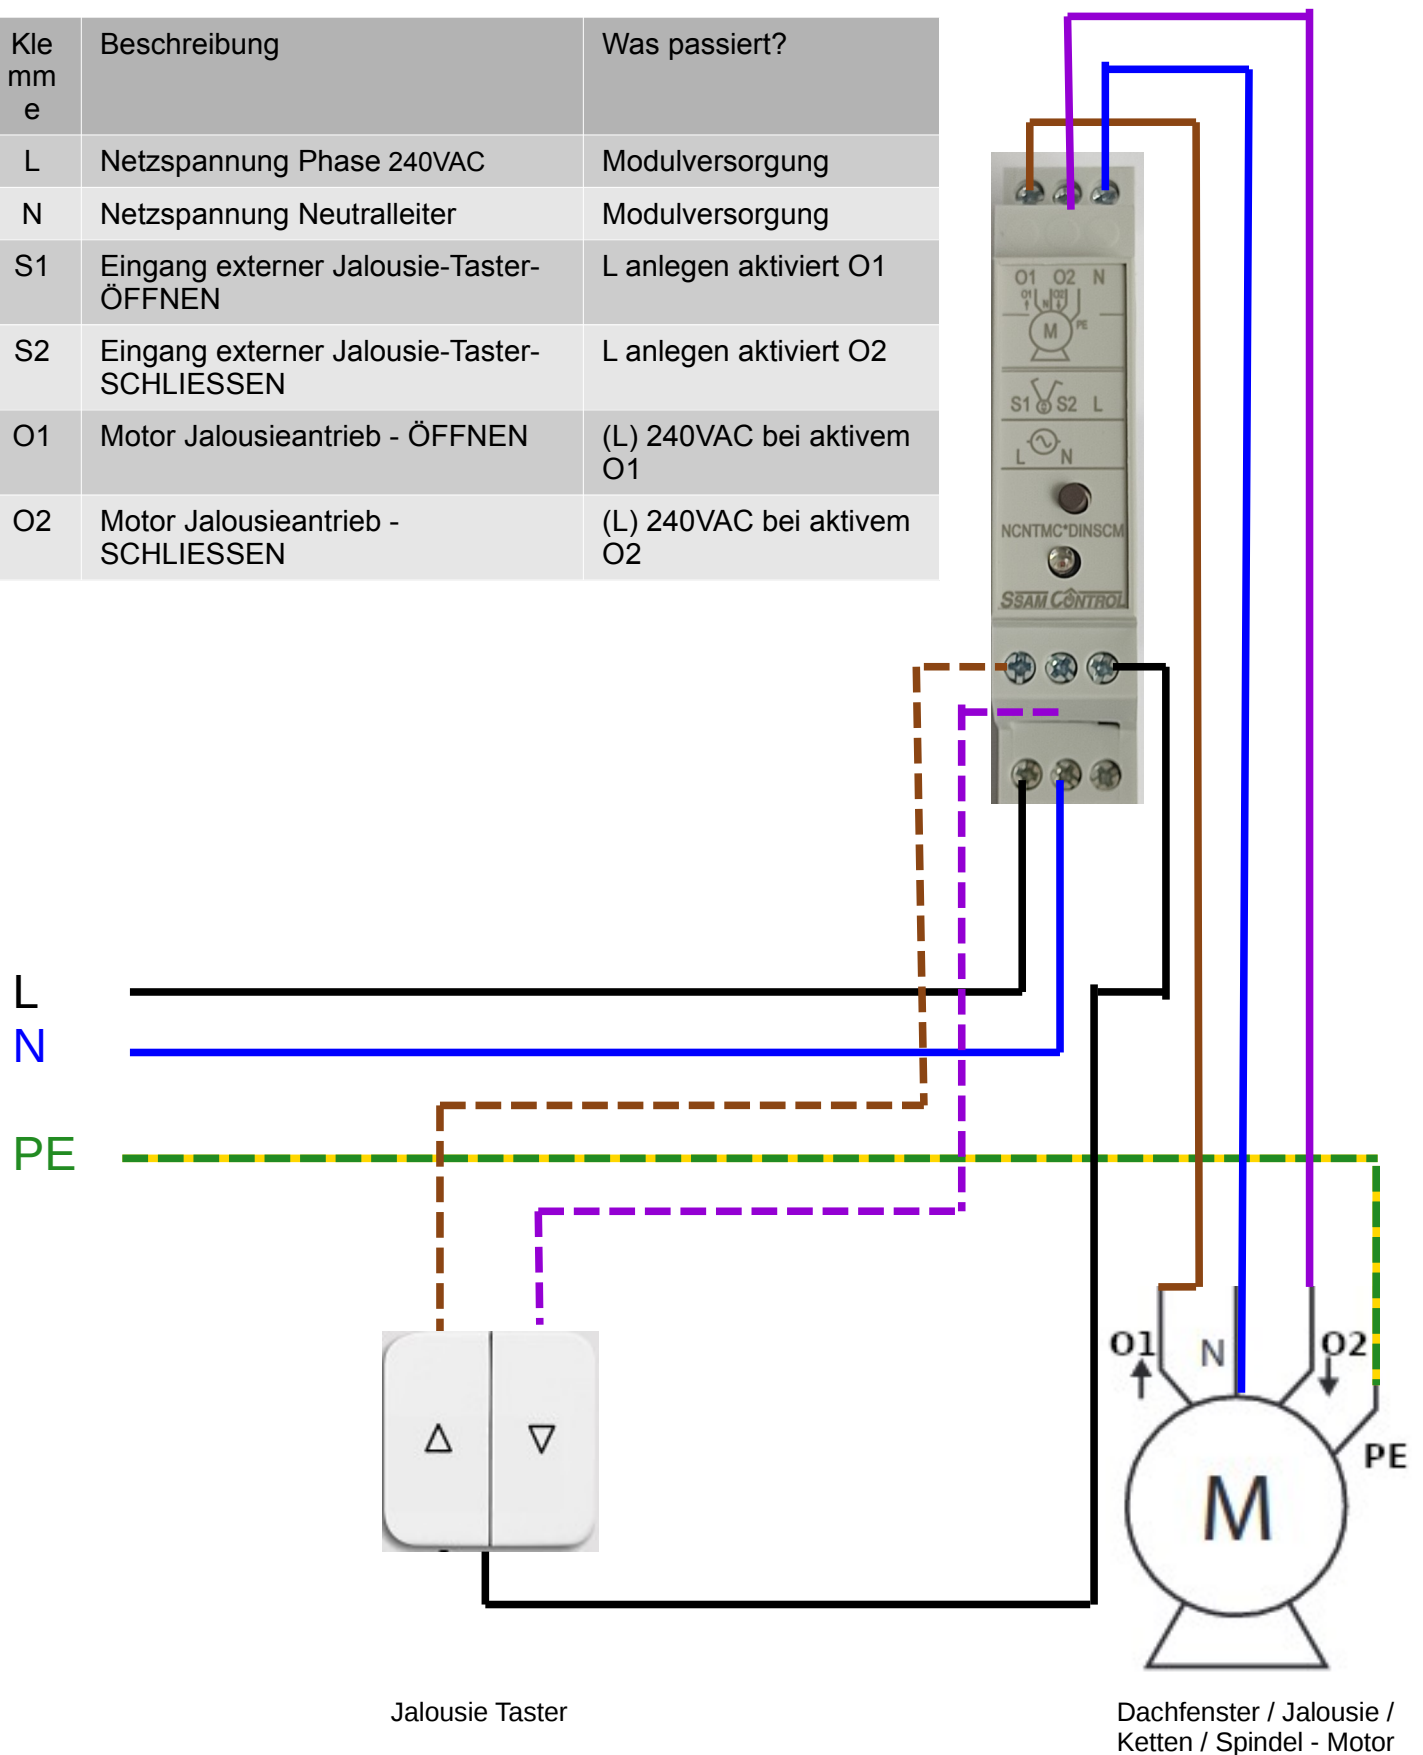 Kle
mm
e
Beschreibung
Was passiert?
L
Netzspannung Phase 240VAC
Modulversorgung
N
Netzspannung Neutralleiter
Modulversorgung
S1
Eingang externer Jalousie-Taster-
ÖFFNEN
L anlegen aktiviert O1
S2
Eingang externer Jalousie-Taster-
SCHLIESSEN
L anlegen aktiviert O2
O1
Motor Jalousieantrieb - ÖFFNEN
(L) 240VAC bei aktivem
O1
O2
Motor Jalousieantrieb -
SCHLIESSEN
(L) 240VAC bei aktivem
O2
O1 O2 N
O1 N O2
M PE
S1 S2 L
L N
NCNTMC*DINSCM
SSAM CONTROL
L
N
PE
O1 N O2
PE
M
Jalousie Taster
Dachfenster / Jalousie /
Ketten / Spindel - Motor